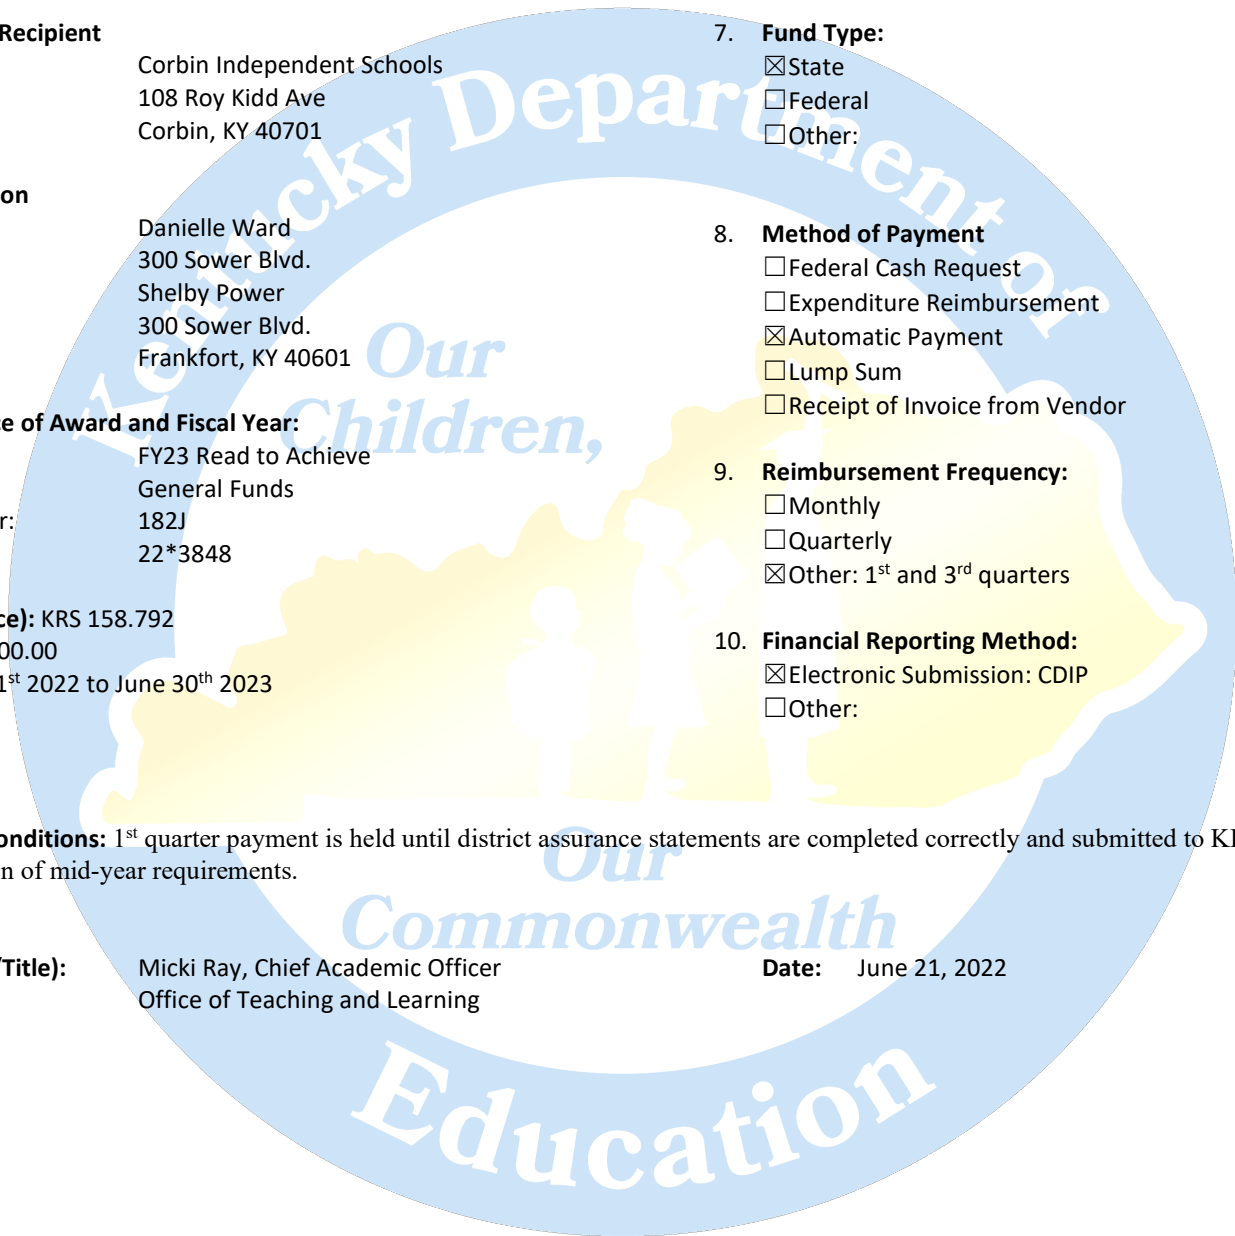 Recipient
Corbin Independent Schools
108 Roy Kidd Ave
Corbin, KY 40701
on
Danielle Ward
300 Sower Blvd.
Shelby Power
300 Sower Blvd.
Frankfort, KY 40601
ce of Award and Fiscal Year:
FY23 Read to Achieve
General Funds
r: 182J
22*3848
ce): KRS 158.792
00.00
1st 2022 to June 30th 2023
7. Fund Type:
☒State
☐Federal
☐Other:
8. Method of Payment
☐Federal Cash Request
☐Expenditure Reimbursement
☒Automatic Payment
☐Lump Sum
☐Receipt of Invoice from Vendor
9. Reimbursement Frequency:
☐Monthly
☐Quarterly
☒Other: 1st and 3rd quarters
10. Financial Reporting Method:
☒Electronic Submission: CDIP
☐Other:
onditions: 1st quarter payment is held until district assurance statements are completed correctly and submitted to K
n of mid-year requirements.
/Title): Micki Ray, Chief Academic Officer Date: June 21, 2022
Office of Teaching and Learning
Kentucky Department of
Education
Our
Children,
Our
Commonwealth